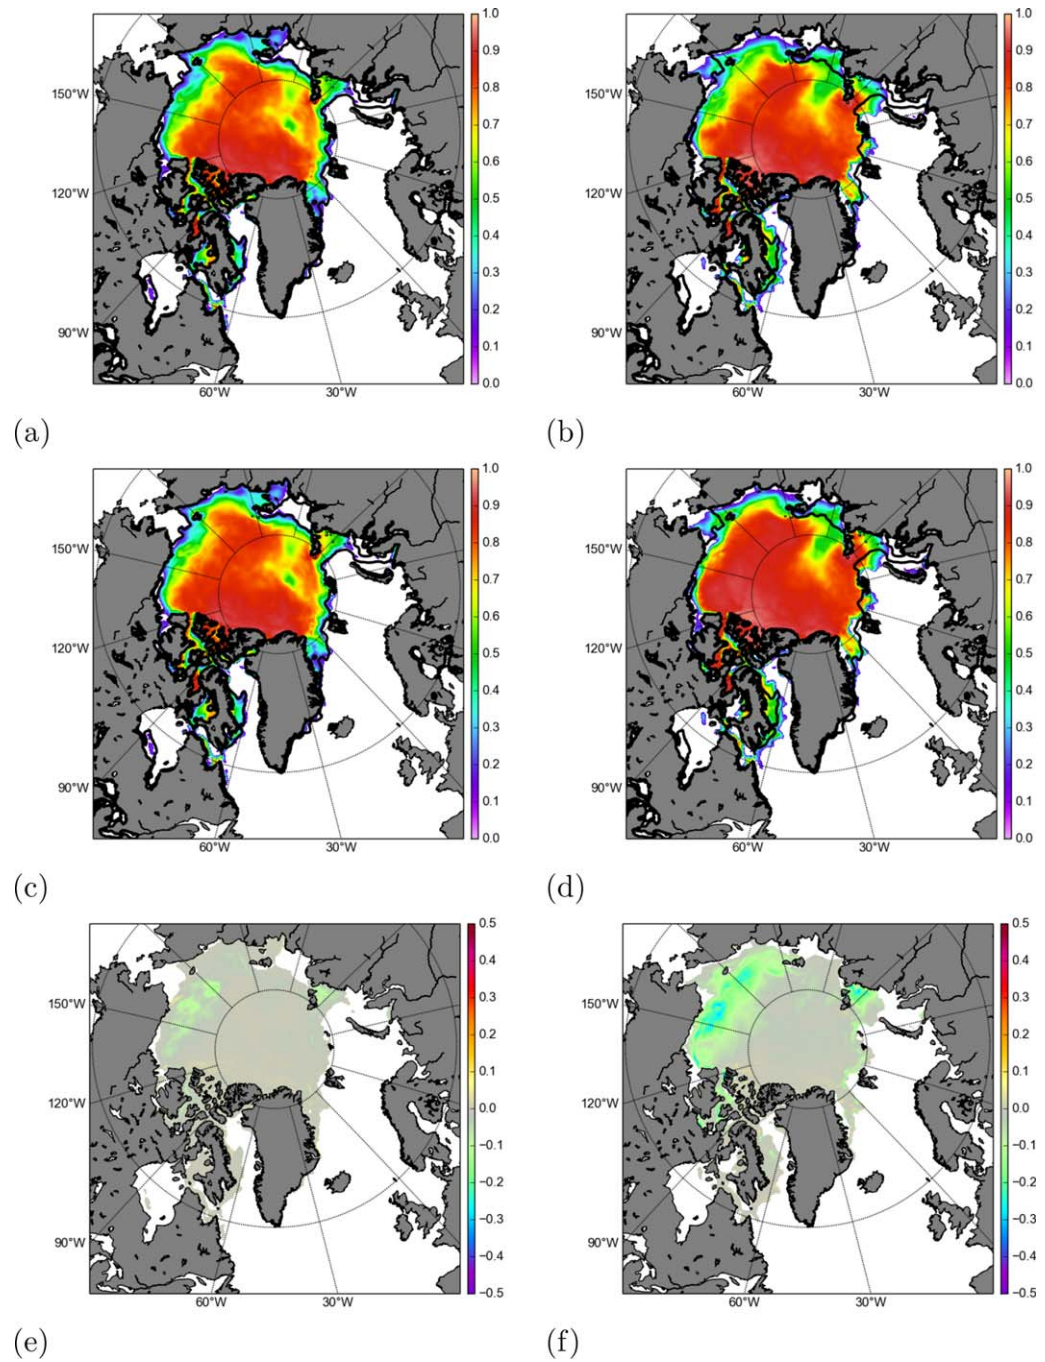 1.0 1.0
0.9 0.9
150°W 0.8 150°W 0.8
0.7 0.7
0.6 0.6
120°W 0.5 120°W 0.5
0.4 0.4
0.3 0.3
0.2 0.2
90°W 90°W
0.1 0.1
0.0 0.0
60°W 30°W 60°W 30°W
(a) (b)
1.0 1.0
0.9 0.9
150°W 0.8 150°W 0.8
0.7 0.7
0.6 0.6
120°W 0.5 120°W 0.5
0.4 0.4
0.3 0.3
0.2 0.2
90°W 90°W
0.1 0.1
0.0 0.0
60°W 30°W 60°W 30°W
(c) (d)
0.5 0.5
0.4 0.4
150°W 0.3 150°W 0.3
0.2 0.2
0.1 0.1
120°W 0.0 120°W 0.0
−0.1 −0.1
−0.2 −0.2
−0.3 −0.3
90°W 90°W
−0.4 −0.4
−0.5 −0.5
60°W 30°W 60°W 30°W
(e) (f)